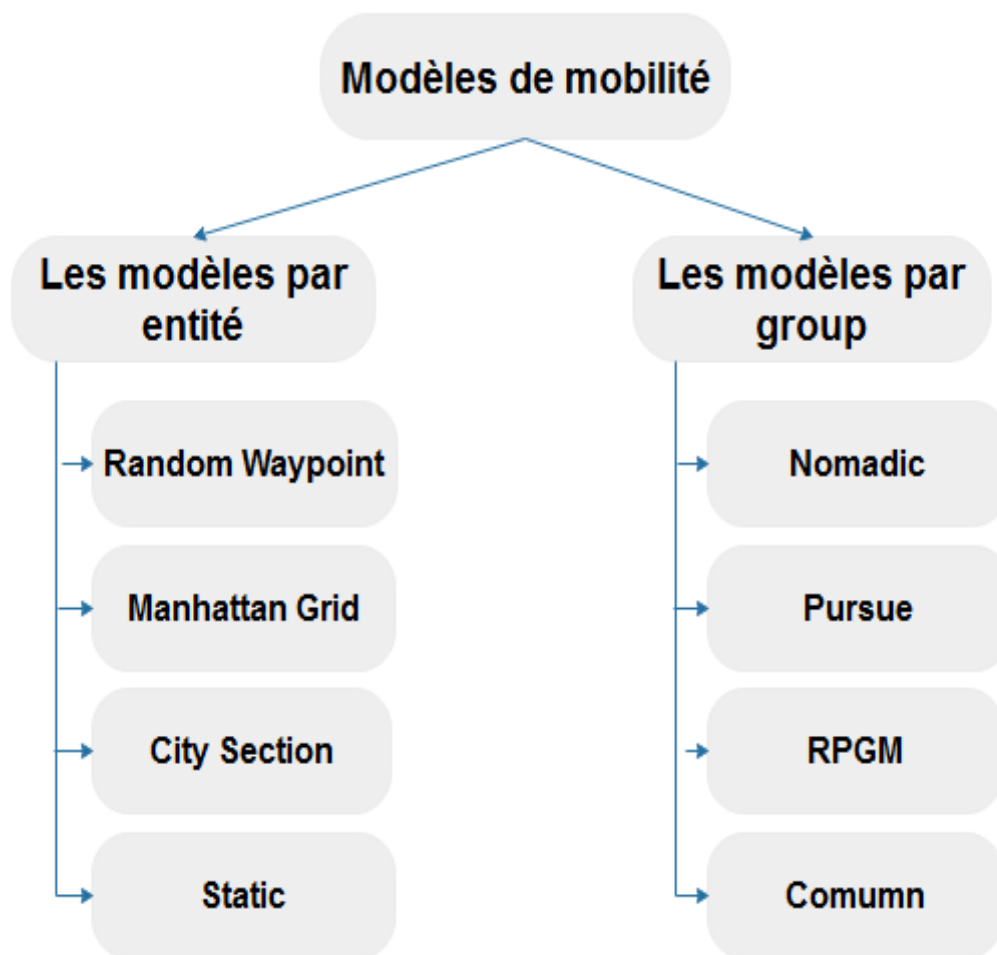 Modèles de mobilité
Les modèles par
entité
Les modèles par
group
Random Waypoint
Nomadic
Manhattan Grid
Pursue
City Section
RPGM
Static
Comumn